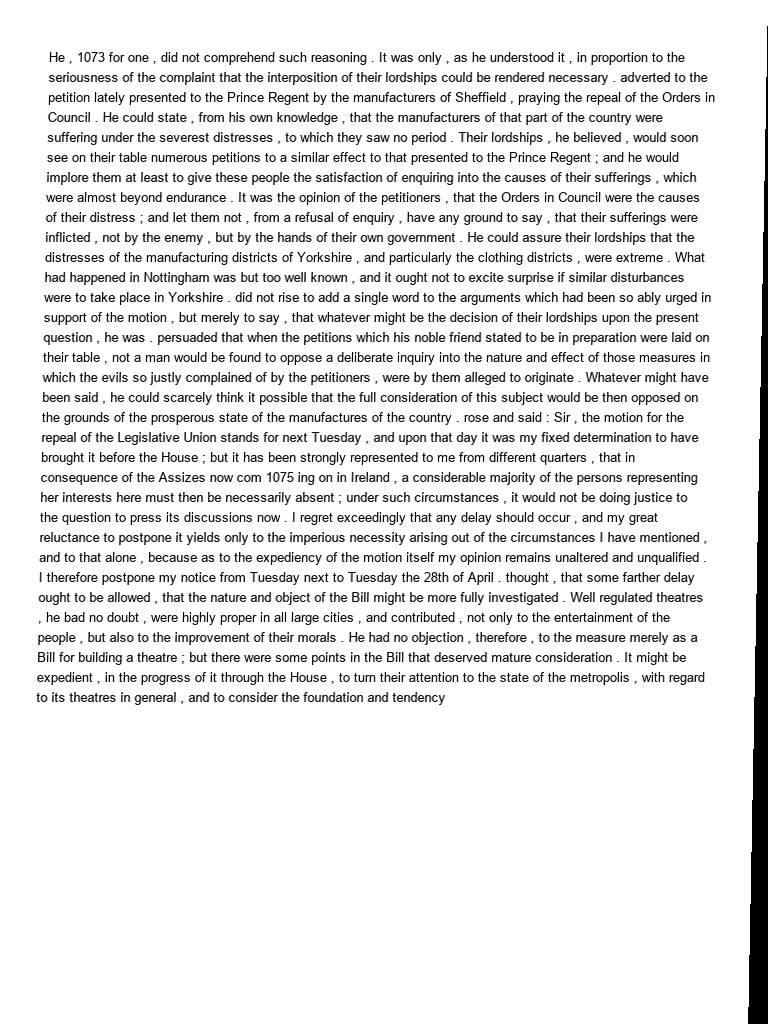 He , 1073 for one , did not comprehend such reasoning . It was only , as he understood it , in proportion to the
seriousness of the complaint that the interposition of their lordships could be rendered necessary . adverted to the
petition lately presented to the Prince Regent by the manufacturers of Sheffield , praying the repeal of the Orders in
Council . He could state , from his own knowledge , that the manufacturers of that part of the country were
suffering under the severest distresses , to which they saw no period . Their lordships , he believed , would soon
see on their table numerous petitions to a similar effect to that presented to the Prince Regent ; and he would
implore them at least to give these people the satisfaction of enquiring into the causes of their sufferings , which
were almost beyond endurance . It was the opinion of the petitioners , that the Orders in Council were the causes
of their distress ; and let them not , from a refusal of enquiry , have any ground to say , that their sufferings were
inflicted , not by the enemy , but by the hands of their own government . He could assure their lordships that the
distresses of the manufacturing districts of Yorkshire , and particularly the clothing districts , were extreme . What
had happened in Nottingham was but too well known , and it ought not to excite surprise if similar disturbances
were to take place in Yorkshire . did not rise to add a single word to the arguments which had been so ably urged in
support of the motion , but merely to say , that whatever might be the decision of their lordships upon the present
question , he was . persuaded that when the petitions which his noble friend stated to be in preparation were laid on
their table , not a man would be found to oppose a deliberate inquiry into the nature and effect of those measures in
which the evils so justly complained of by the petitioners , were by them alleged to originate . Whatever might have
been said , he could scarcely think it possible that the full consideration of this subject would be then opposed on
the grounds of the prosperous state of the manufactures of the country . rose and said : Sir , the motion for the
repeal of the Legislative Union stands for next Tuesday , and upon that day it was my fixed determination to have
brought it before the House ; but it has been strongly represented to me from different quarters , that in
consequence of the Assizes now com 1075 ing on in Ireland , a considerable majority of the persons representing
her interests here must then be necessarily absent ; under such circumstances , it would not be doing justice to
the question to press its discussions now . I regret exceedingly that any delay should occur , and my great
reluctance to postpone it yields only to the imperious necessity arising out of the circumstances I have mentioned ,
and to that alone , because as to the expediency of the motion itself my opinion remains unaltered and unqualified .
I therefore postpone my notice from Tuesday next to Tuesday the 28th of April . thought , that some farther delay
ought to be allowed , that the nature and object of the Bill might be more fully investigated . Well regulated theatres
, he bad no doubt , were highly proper in all large cities , and contributed , not only to the entertainment of the
people , but also to the improvement of their morals . He had no objection , therefore , to the measure merely as a
Bill for building a theatre ; but there were some points in the Bill that deserved mature consideration . It might be
expedient , in the progress of it through the House , to turn their attention to the state of the metropolis , with regard
to its theatres in general , and to consider the foundation and tendency